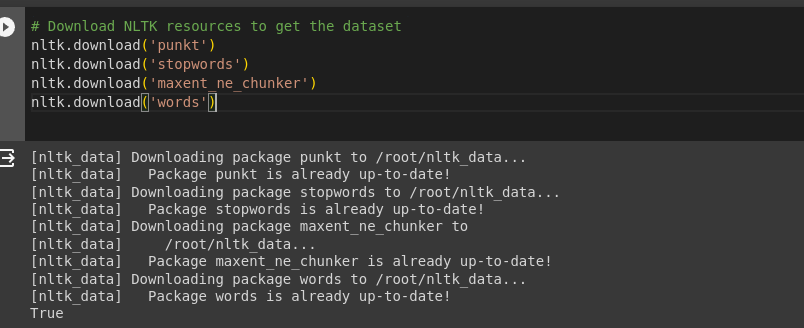 # Download NLTK resources to get the dataset
nltk.download('punkt')
nltk.download('stopwords')
nltk.download('maxent_ne_chunker')
nltk.download('words')
[nltk_data] Downloading package punkt to /root/nltk_data...
[nltk_data]   Package punkt is already up-to-date!
[nltk_data] Downloading package stopwords to /root/nltk_data...
[nltk_data]   Package stopwords is already up-to-date!
[nltk_data] Downloading package maxent_ne_chunker to
[nltk_data]     /root/nltk_data...
[nltk_data]   Package maxent_ne_chunker is already up-to-date!
[nltk_data] Downloading package words to /root/nltk_data...
[nltk_data]   Package words is already up-to-date!
True